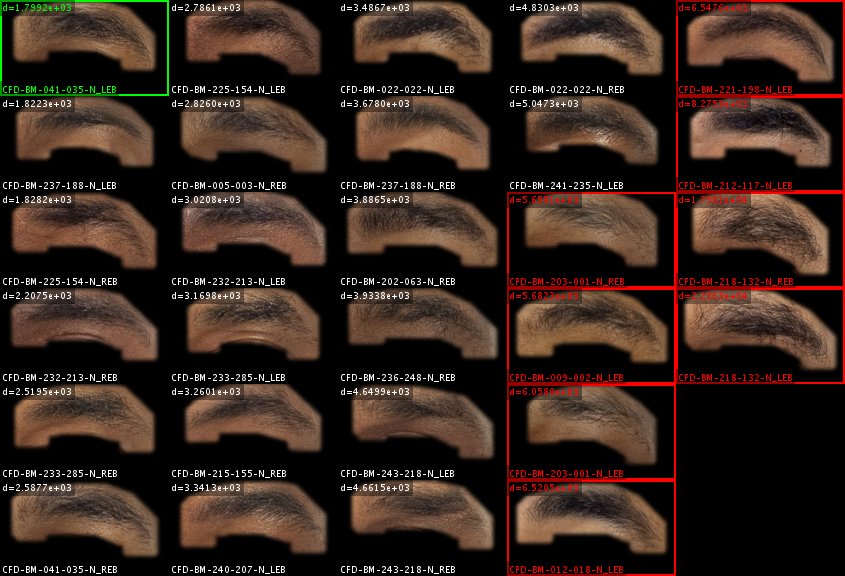 d=1.7992e+03
CFD-BM-041-035-N_LEB
d=2.7861e+03
CFD-BM-225-154-N_LEB
d=3.4867e+03
CFD-BM-022-022-N_LEB
d=4.8303e+03
CFD-BM-022-022-N_REB
CFD-BM-221-198-N_LEB
d=1.8223e+03
CFD-BM-237-188-N_LEB
d=2.8260e+03
CFD-BM-005-003-N_REB
d=3.6780e+03
CFD-BM-237-188-N_REB
d=5.0473e+03
CFD-BM-241-235-N_LEB
CFD-BM-212-117-N_LEB
d=1.8282e+03
CFD-BM-225-154-N_REB
d=3.0208e+03
CFD-BM-232-213-N_LEB
d=3.8865e+03
CFD-BM-202-063-N_REB
CFD-BM-203-001-N_REB
CFD-BM-218-132-N_REB
d=2.2075e+03
CFD-BM-232-213-N_REB
d=3.1698e+03
CFD-BM-233-285-N_LEB
d=3.9338e+03
CFD-BM-236-248-N_REB
CFD-BM-009-002-N_LEB
CFD-BM-218-132-N_LEB
d=2.5195e+03
CFD-BM-233-285-N_REB
d=3.2601e+03
CFD-BM-215-155-N_REB
d=4.6499e+03
CFD-BM-243-218-N_LEB
CFD-BM-203-001-N_LEB
d=2.5877e+03
CFD-BM-041-035-N_REB
d=3.3413e+03
CFD-BM-240-207-N_LEB
d=4.6615e+03
CFD-BM-243-218-N_REB
CFD-BM-012-018-N_LEB